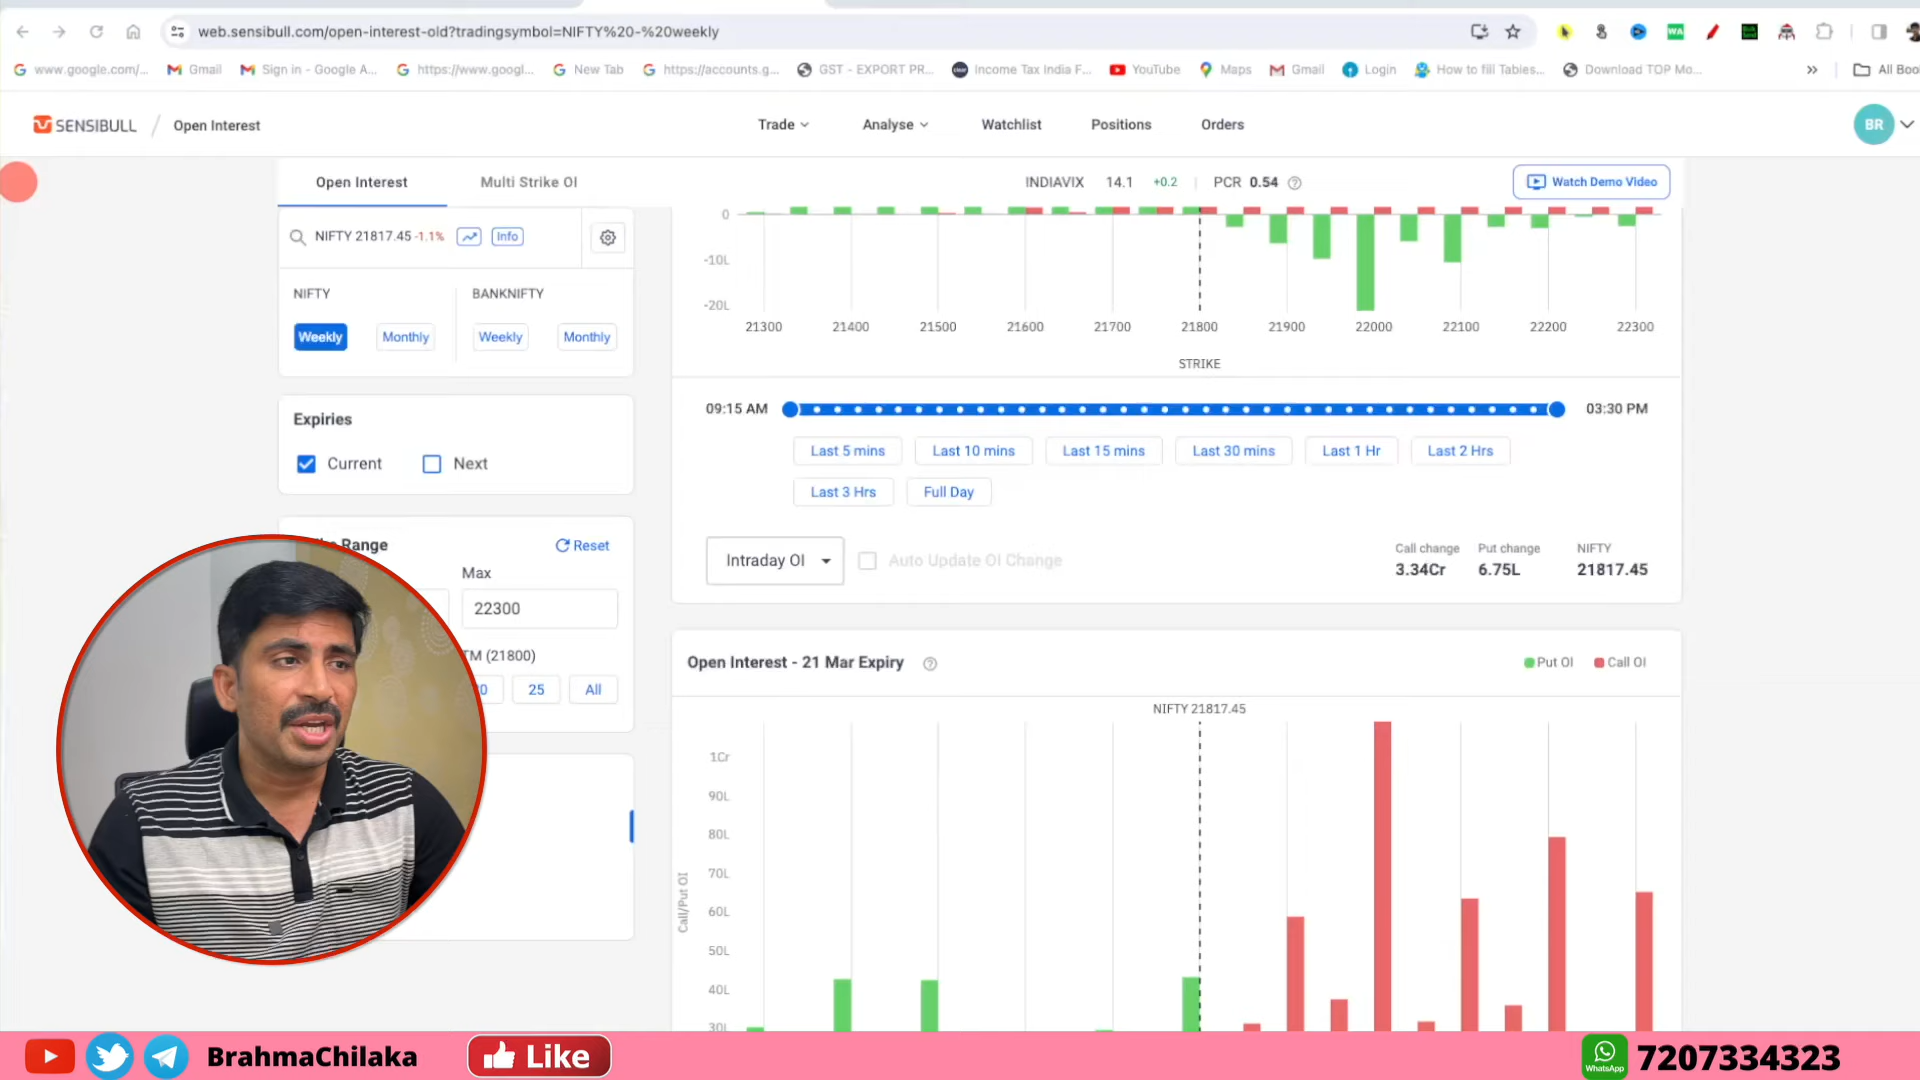 web.sensibull.com/open-interest-old?tradingsymbol=NIFTY%20-%20weekly
www.google.com/... Gmail Sign in - Google A... https://www.googl... New Tab https://accounts.g... GST - EXPORT PR... Income Tax India F... YouTube Maps Gmail Login How to fill Tables... Download TOP Mo... » All Boo
SENSIBULL / Open Interest Trade Analyse Watchlist Positions Orders BR
Open Interest Multi Strike OI INDIAVIX 14.1 +0.2 PCR 0.54 Watch Demo Video
NIFTY 21817.45 -1.1% Info
NIFTY BANKNIFTY
Weekly Monthly Weekly Monthly
Expiries
Current Next
Range Reset
Max
22300
TM (21800)
25 All
0
-10L
-20L
21300 21400 21500 21600 21700 21800 21900 22000 22100 22200 22300
STRIKE
09:15 AM 03:30 PM
Last 5 mins Last 10 mins Last 15 mins Last 30 mins Last 1 Hr Last 2 Hrs
Last 3 Hrs Full Day
Intraday OI Auto Update OI Change
Call change Put change NIFTY
3.34Cr 6.75L 21817.45
Open Interest - 21 Mar Expiry Put OI Call OI
NIFTY 21817.45
1Cr
90L
80L
70L
60L
50L
40L
30L
Call/Put OI
BrahmaChilaka Like WhatsApp 7207334323